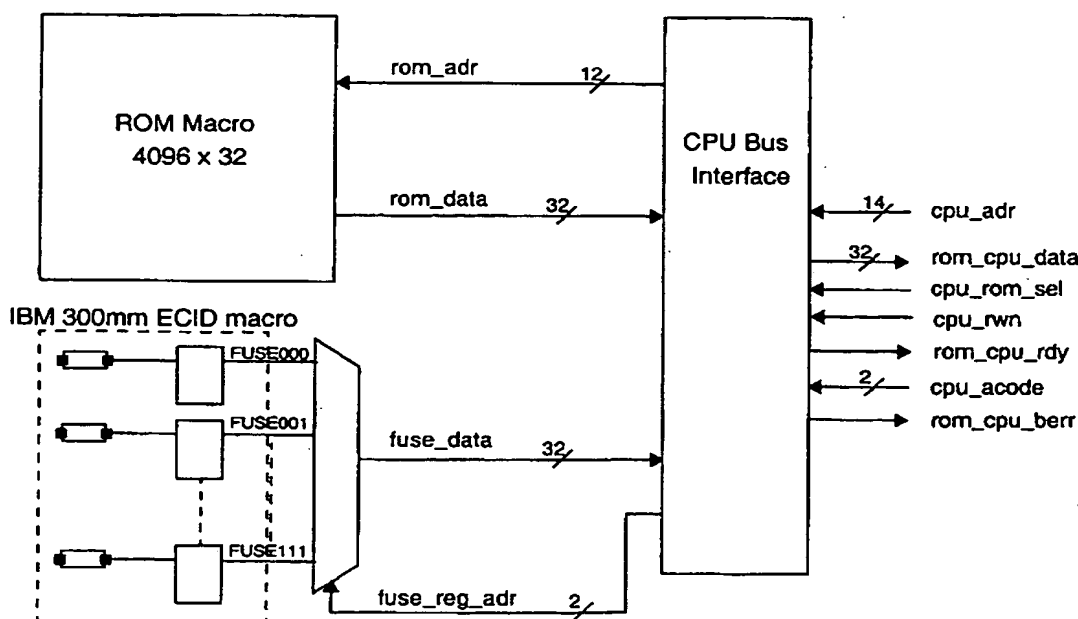 ROM Macro
4096 x 32
rom_adr
12
rom_data
32
CPU Bus
Interface
14
cpu_adr
32
rom_cpu_data
cpu_rom_sel
cpu_rwn
rom_cpu_rdy
2
cpu_acode
rom_cpu_berr
IBM 300mm ECID macro
FUSE000
FUSE001
FUSE111
fuse_data
32
fuse_reg_adr
2